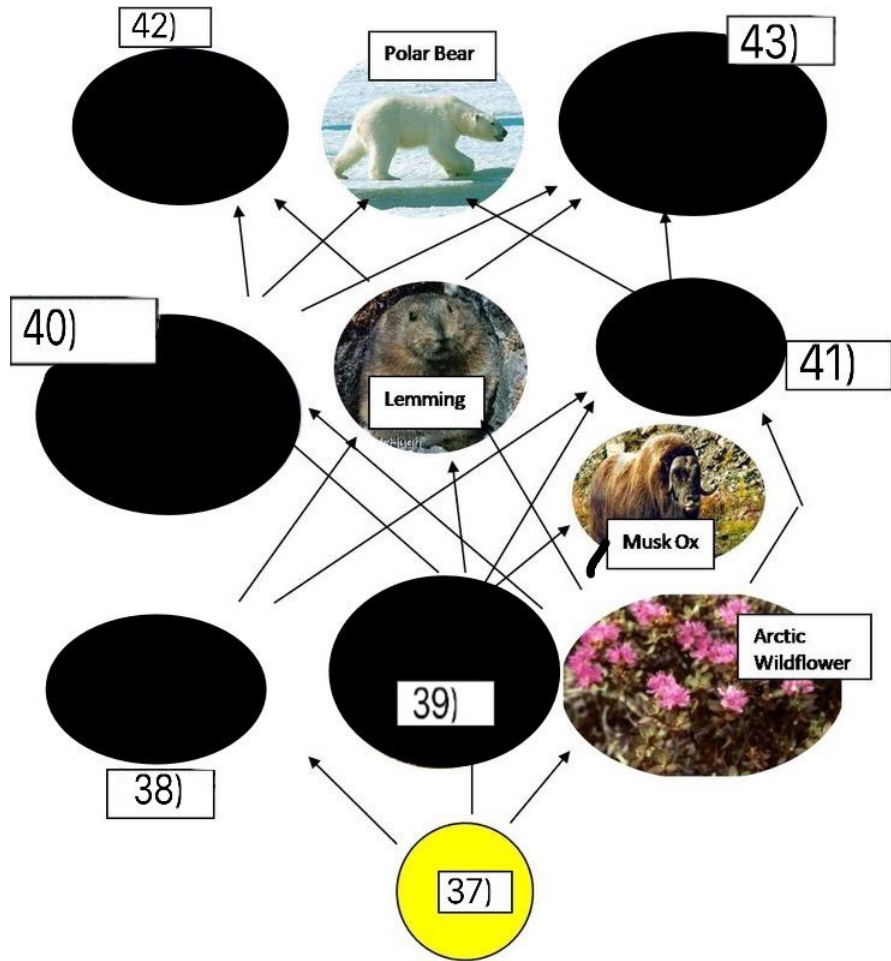 42)
Polar Bear
43)
40)
Lemming
41)
Musk Ox
Arctic
Wildflower
39)
38)
37)